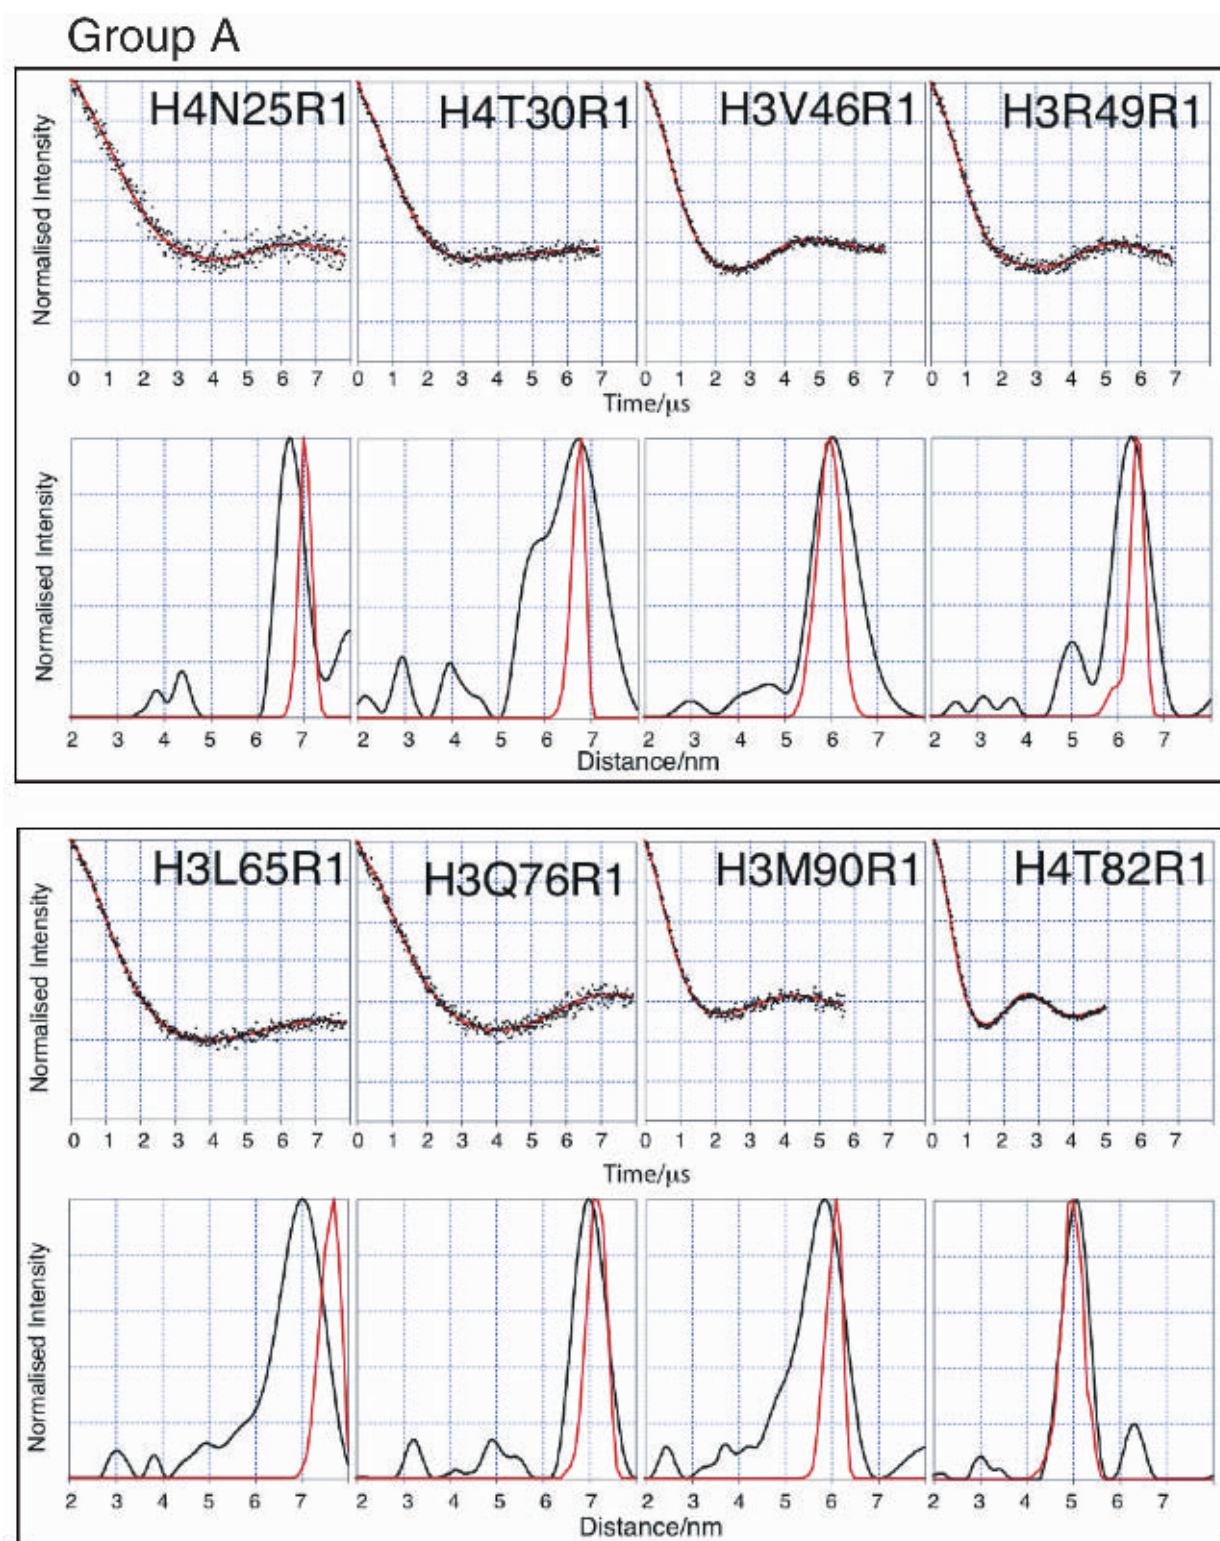 Group A
H4N25R1 H4T30R1 H3V46R1 H3R49R1
Normalised Intensity
0 1 2 3 4 5 6 7 0 1 2 3 4 5 6 7 0 1 2 3 4 5 6 7 0 1 2 3 4 5 6 7
Time/μs
Normalised Intensity
2 3 4 5 6 7 2 3 4 5 6 7 2 3 4 5 6 7 2 3 4 5 6 7
Distance/nm
H3L65R1 H3Q76R1 H3M90R1 H4T82R1
Normalised Intensity
0 1 2 3 4 5 6 7 0 1 2 3 4 5 6 7 0 1 2 3 4 5 6 7 0 1 2 3 4 5 6 7
Time/μs
Normalised Intensity
2 3 4 5 6 7 2 3 4 5 6 7 2 3 4 5 6 7 2 3 4 5 6 7
Distance/nm